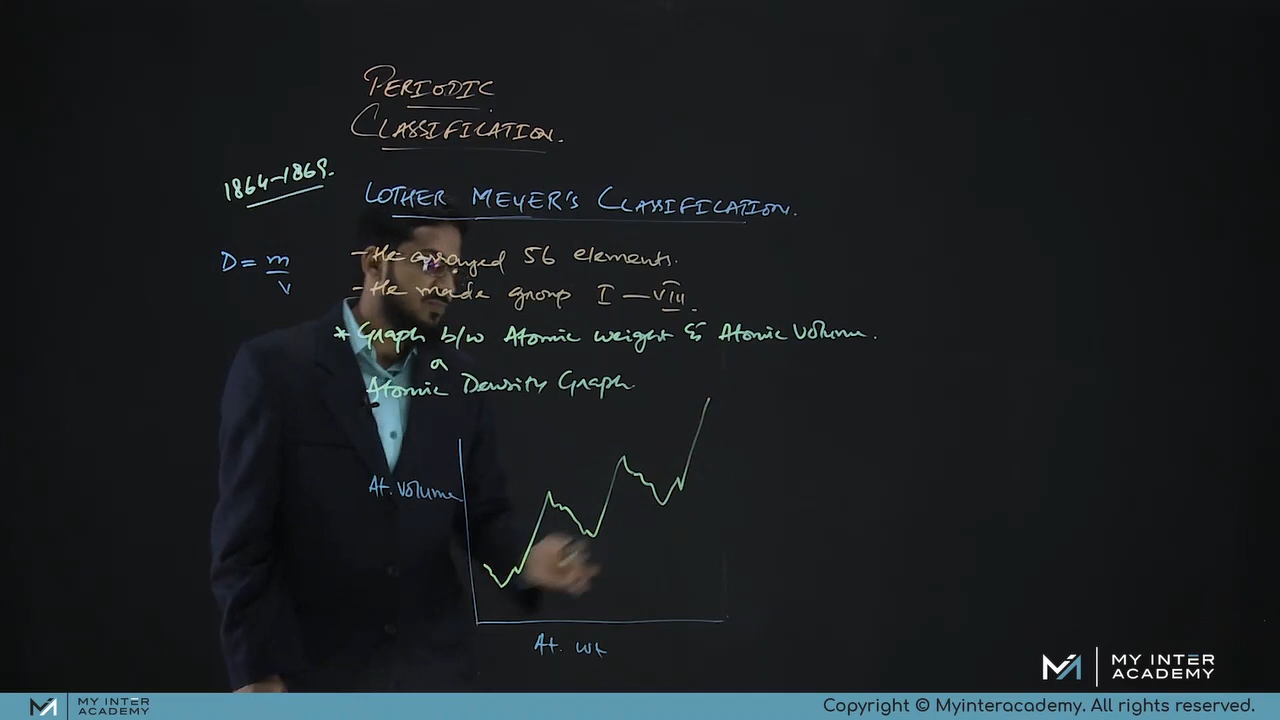 PERIODIC
CLASSIFICATION.
1864-1869.
LOTHER MEYER'S CLASSIFICATION.
D = m
v
- He arranged 56 elements.
- He made group I — VIII.
* Graph b/w Atomic weight & Atomic Volume.
or
Atomic Density Graph.
At. Volume
At. wt
MY INTER
ACADEMY
MY INTER
ACADEMY
Copyright © Myinteracademy. All rights reserved.